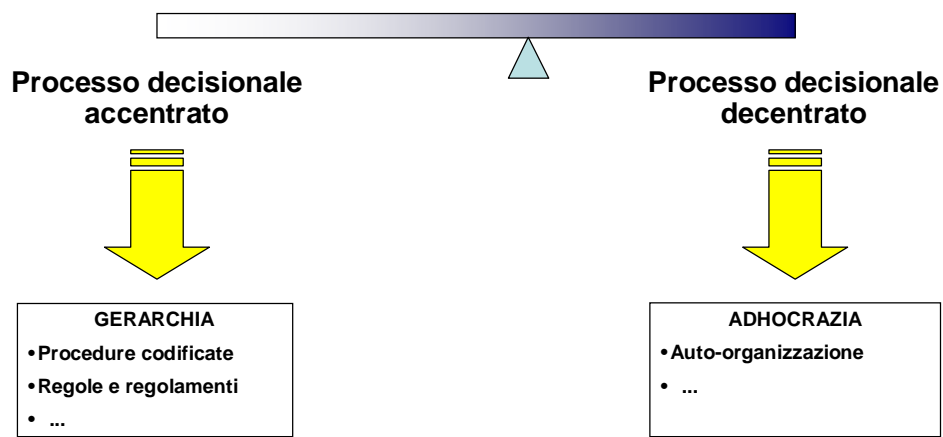 Processo decisionale
accentrato
Processo decisionale
decentrato
GERARCHIA
•Procedure codificate
•Regole e regolamenti
• ...
ADHOCRAZIA
•Auto-organizzazione
• ...